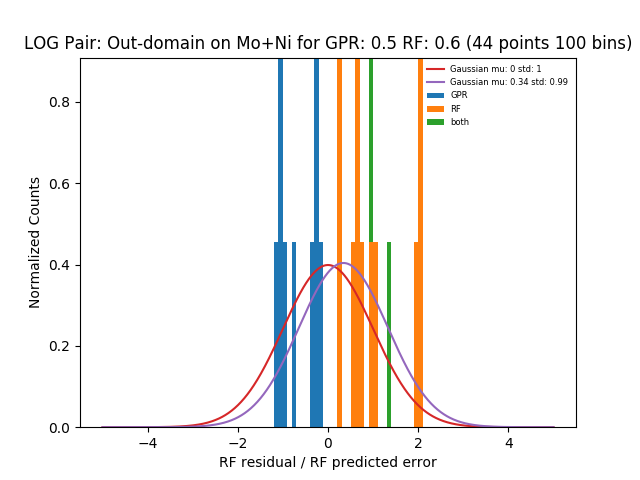 LOG Pair: Out-domain on Mo+Ni for GPR: 0.5 RF: 0.6 (44 points 100 bins)
Gaussian mu: 0 std: 1
Gaussian mu: 0.34 std: 0.99
GPR
RF
both
Normalized Counts
0.8
0.6
0.4
0.2
0.0
−4 −2 0 2 4
RF residual / RF predicted error